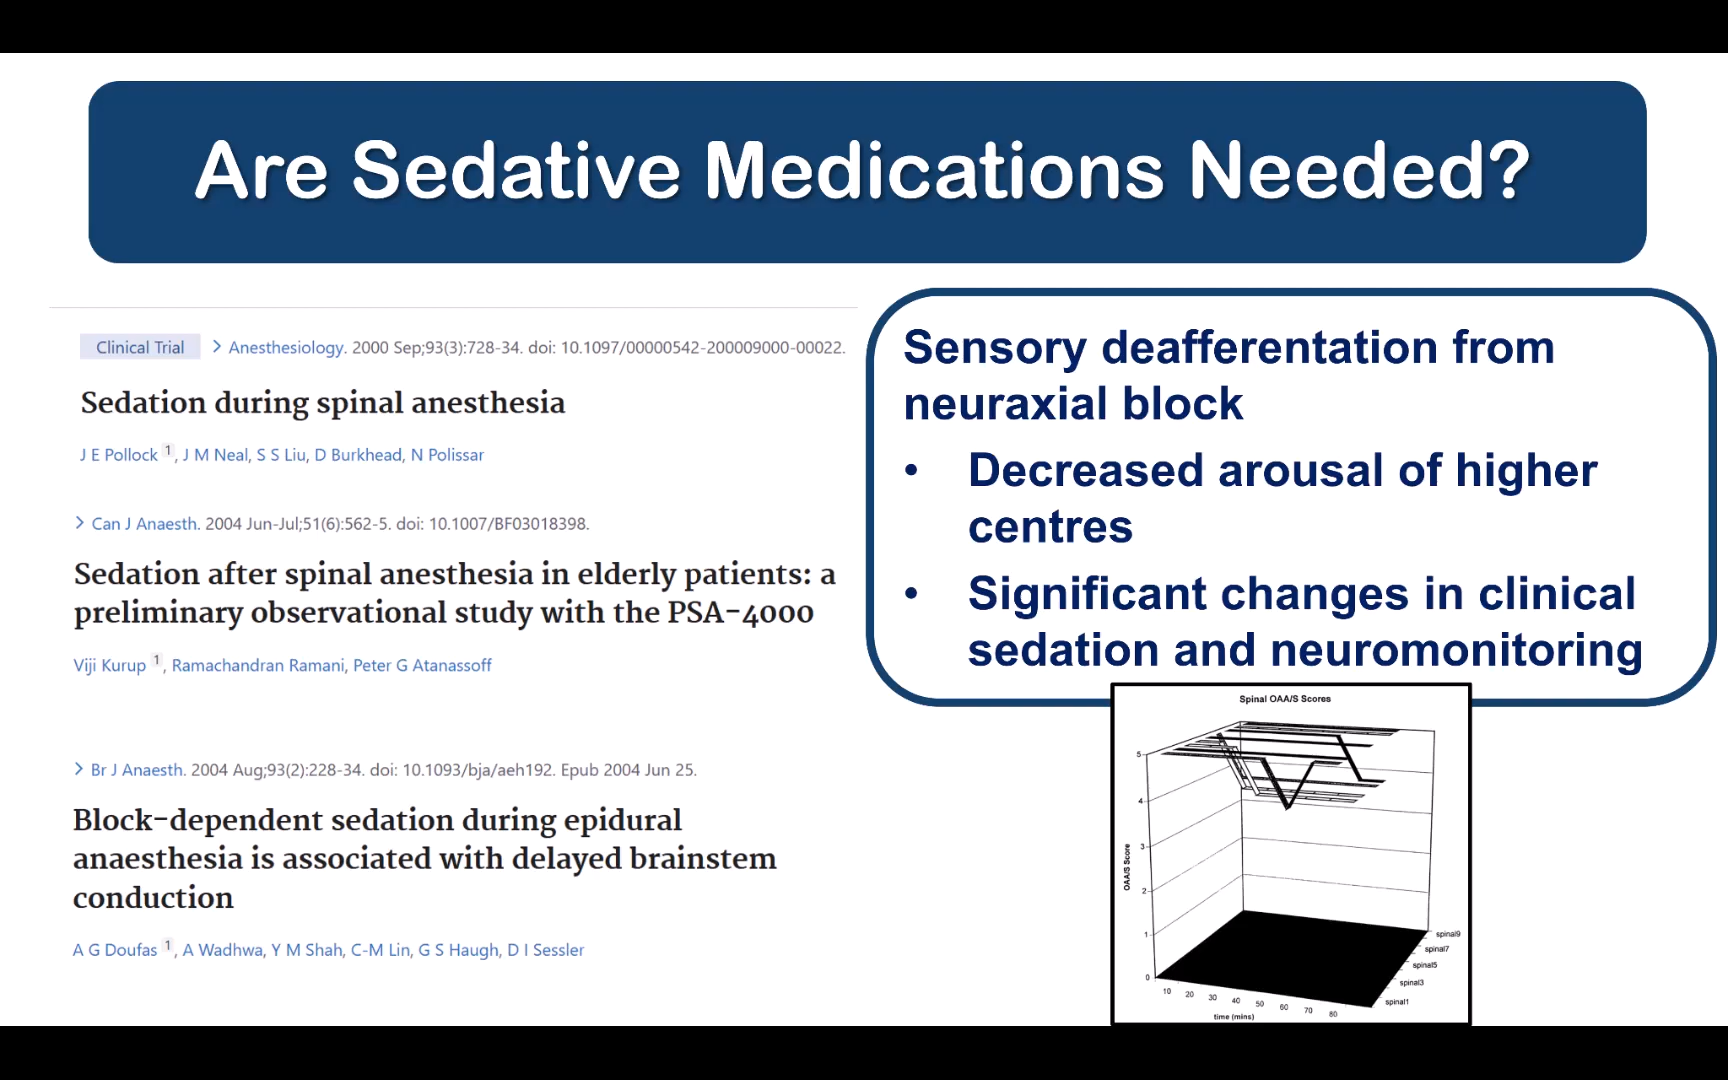 Are Sedative Medications Needed?
Clinical Trial > Anesthesiology. 2000 Sep;93(3):728-34. doi: 10.1097/00000542-200009000-00022.
Sedation during spinal anesthesia
J E Pollock 1, J M Neal, S S Liu, D Burkhead, N Polissar
> Can J Anaesth. 2004 Jun-Jul;51(6):562-5. doi: 10.1007/BF03018398.
Sedation after spinal anesthesia in elderly patients: a
preliminary observational study with the PSA-4000
Viji Kurup 1, Ramachandran Ramani, Peter G Atanassoff
> Br J Anaesth. 2004 Aug;93(2):228-34. doi: 10.1093/bja/aeh192. Epub 2004 Jun 25.
Block-dependent sedation during epidural
anaesthesia is associated with delayed brainstem
conduction
A G Doufas 1, A Wadhwa, Y M Shah, C-M Lin, G S Haugh, D I Sessler
Sensory deafferentation from
neuraxial block
• Decreased arousal of higher
centres
• Significant changes in clinical
sedation and neuromonitoring
Spinal OAA/S Scores
5
4
3
2
1
0
OAA/S Score
10 20 30 40 50 60 70 80
time (mins)
spinal9
spinal7
spinal5
spinal3
spinal1